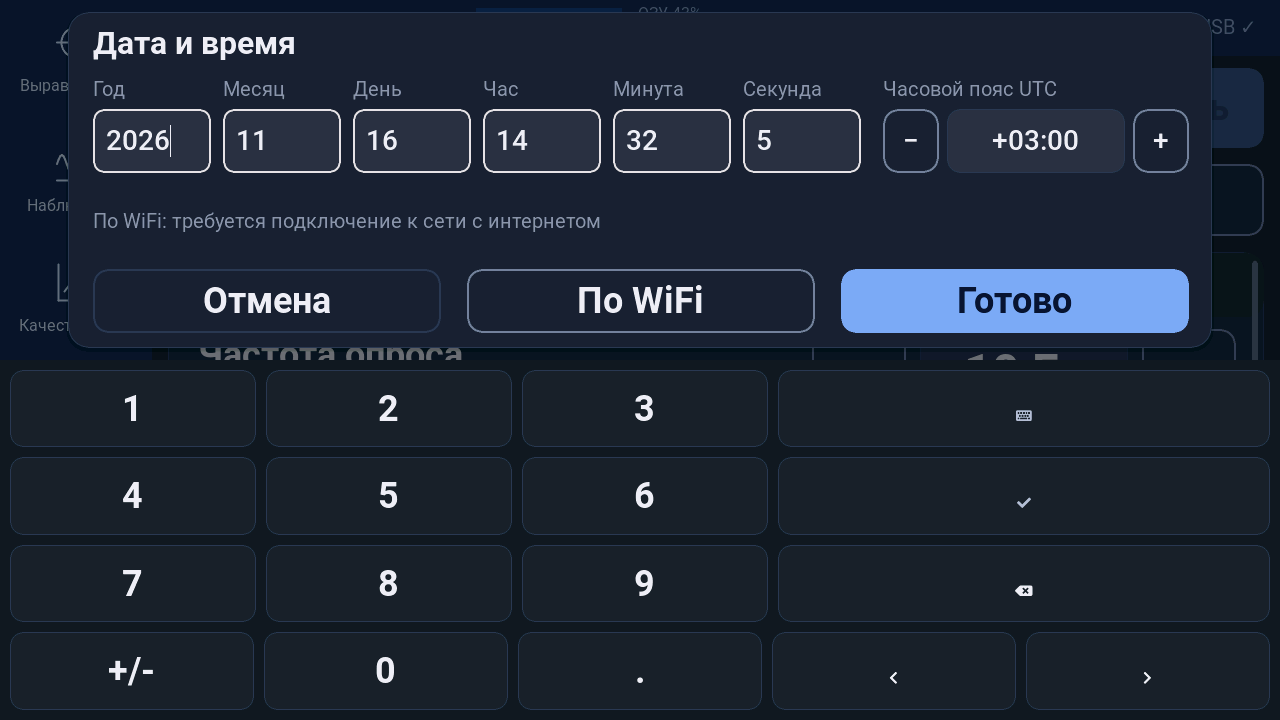 Дата и время
Год Месяц День Час Минута Секунда Часовой пояс UTC
2026 11 16 14 32 5 − +03:00 +
По WiFi: требуется подключение к сети с интернетом
Отмена По WiFi Готово
Частота опроса
1 2 3
4 5 6
7 8 9
+/- 0 . < >